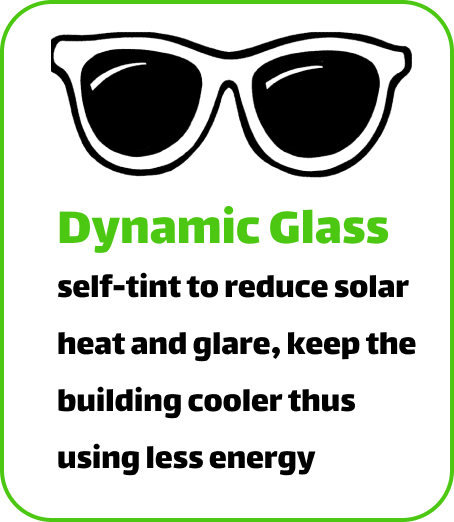 Dynamic Glass
self-tint to reduce solar
heat and glare, keep the
building cooler thus
using less energy